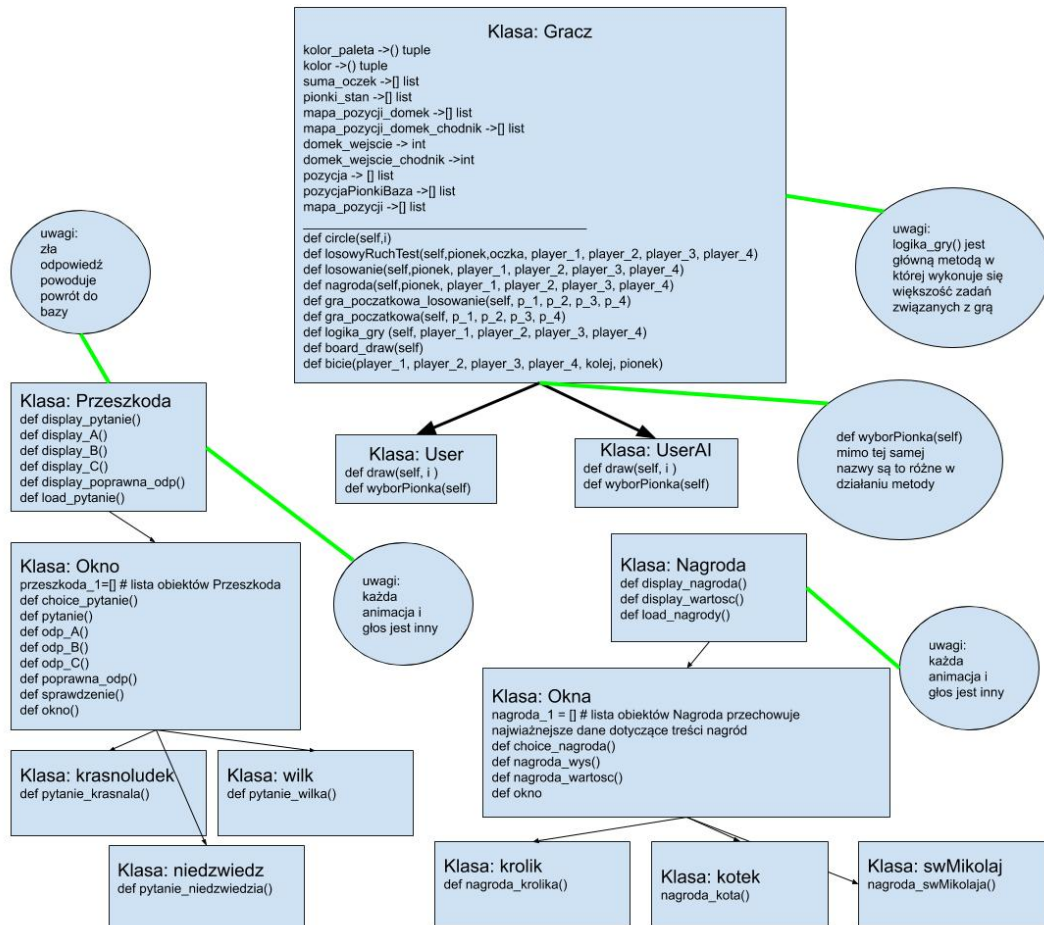 Klasa: Gracz
kolor_paleta ->() tuple
kolor ->() tuple
suma_oczek ->[] list
pionki_stan ->[] list
mapa_pozycji_domek ->[] list
mapa_pozycji_domek_chodnik ->[] list
domek_wejscie -> int
domek_wejscie_chodnik ->int
pozycja -> [] list
pozycjaPionkiBaza ->[] list
mapa_pozycji ->[] list
def circle(self,i)
def losowyRuchTest(self,pionek,oczka, player_1, player_2, player_3, player_4)
def losowanie(self,pionek, player_1, player_2, player_3, player_4)
def nagroda(self,pionek, player_1, player_2, player_3, player_4)
def gra_poczatkowa_losowanie(self, p_1, p_2, p_3, p_4)
def gra_poczatkowa(self, p_1, p_2, p_3, p_4)
def logika_gry (self, player_1, player_2, player_3, player_4)
def board_draw(self)
def bicie(player_1, player_2, player_3, player_4, kolej, pionek)
uwagi:
logika_gry() jest
główną metodą w
której wykonuje się
większość zadań
związanych z grą
uwagi:
zła
odpowiedź
powoduje
powrót do
bazy
Klasa: Przeszkoda
def display_pytanie()
def display_A()
def display_B()
def display_C()
def display_poprawna_odp()
def load_pytanie()
Klasa: User
def draw(self, i )
def wyborPionka(self)
Klasa: UserAI
def draw(self, i )
def wyborPionka(self)
def wyborPionka(self)
mimo tej samej
nazwy są to różne w
działaniu metody
Klasa: Okno
przeszkoda_1=[] # lista obiektów Przeszkoda
def choice_pytanie()
def pytanie()
def odp_A()
def odp_B()
def odp_C()
def poprawna_odp()
def sprawdzenie()
def okno()
uwagi:
każda
animacja i
głos jest inny
Klasa: Nagroda
def display_nagroda()
def display_wartosc()
def load_nagrody()
uwagi:
każda
animacja i
głos jest inny
Klasa: Okna
nagroda_1 = [] # lista obiektów Nagroda przechowuje
najwiażniejsze dane dotyczące treści nagród
def choice_nagroda()
def nagroda_wys()
def nagroda_wartosc()
def okno
Klasa: krasnoludek
def pytanie_krasnala()
Klasa: wilk
def pytanie_wilka()
Klasa: niedzwiedz
def pytanie_niedzwiedzia()
Klasa: krolik
def nagroda_krolika()
Klasa: kotek
nagroda_kota()
Klasa: swMikolaj
nagroda_swMikolaja()